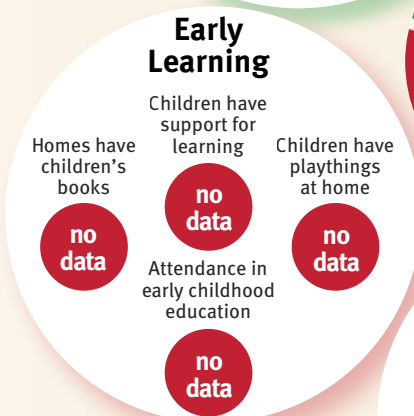 Early
Learning
Children have
support for
learning
no
data
Homes have
children's
books
no
data
Children have
playthings
at home
no
data
Attendance in
early childhood
education
no
data